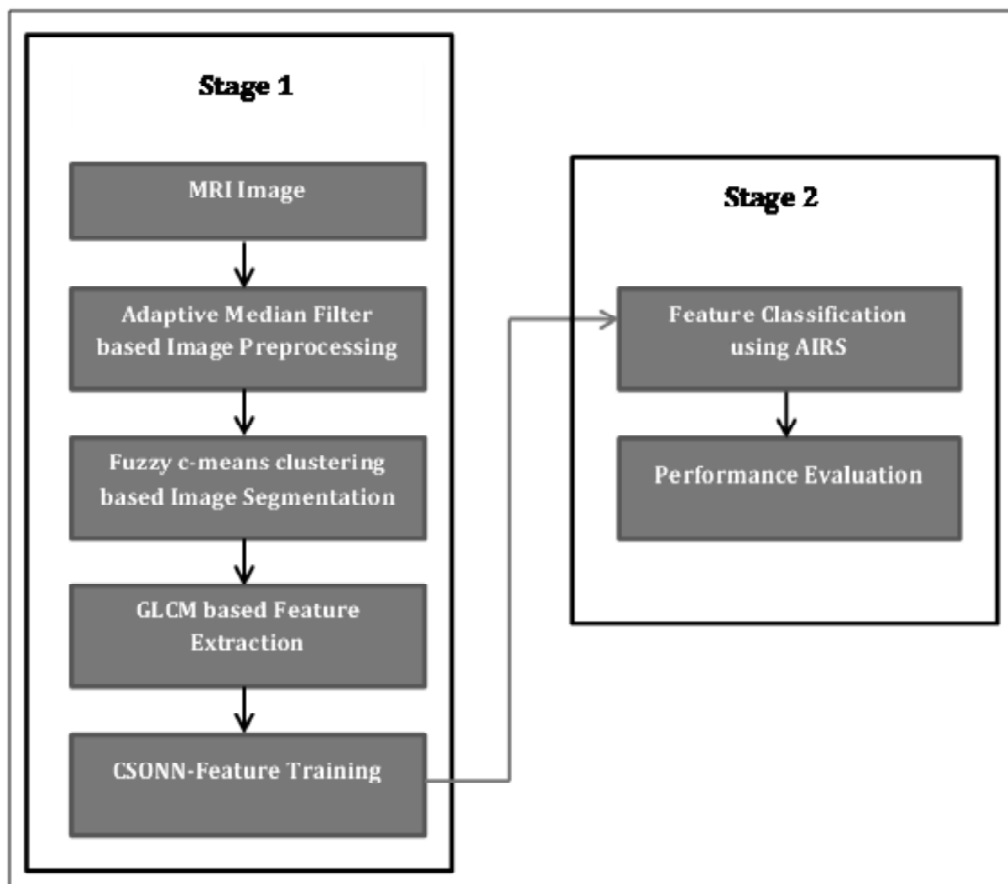 Stage 1
MRI Image
Adaptive Median Filter
based Image Preprocessing
Fuzzy c-means clustering
based Image Segmentation
GLCM based Feature
Extraction
CSONN-Feature Training
Stage 2
Feature Classification
using AIRS
Performance Evaluation